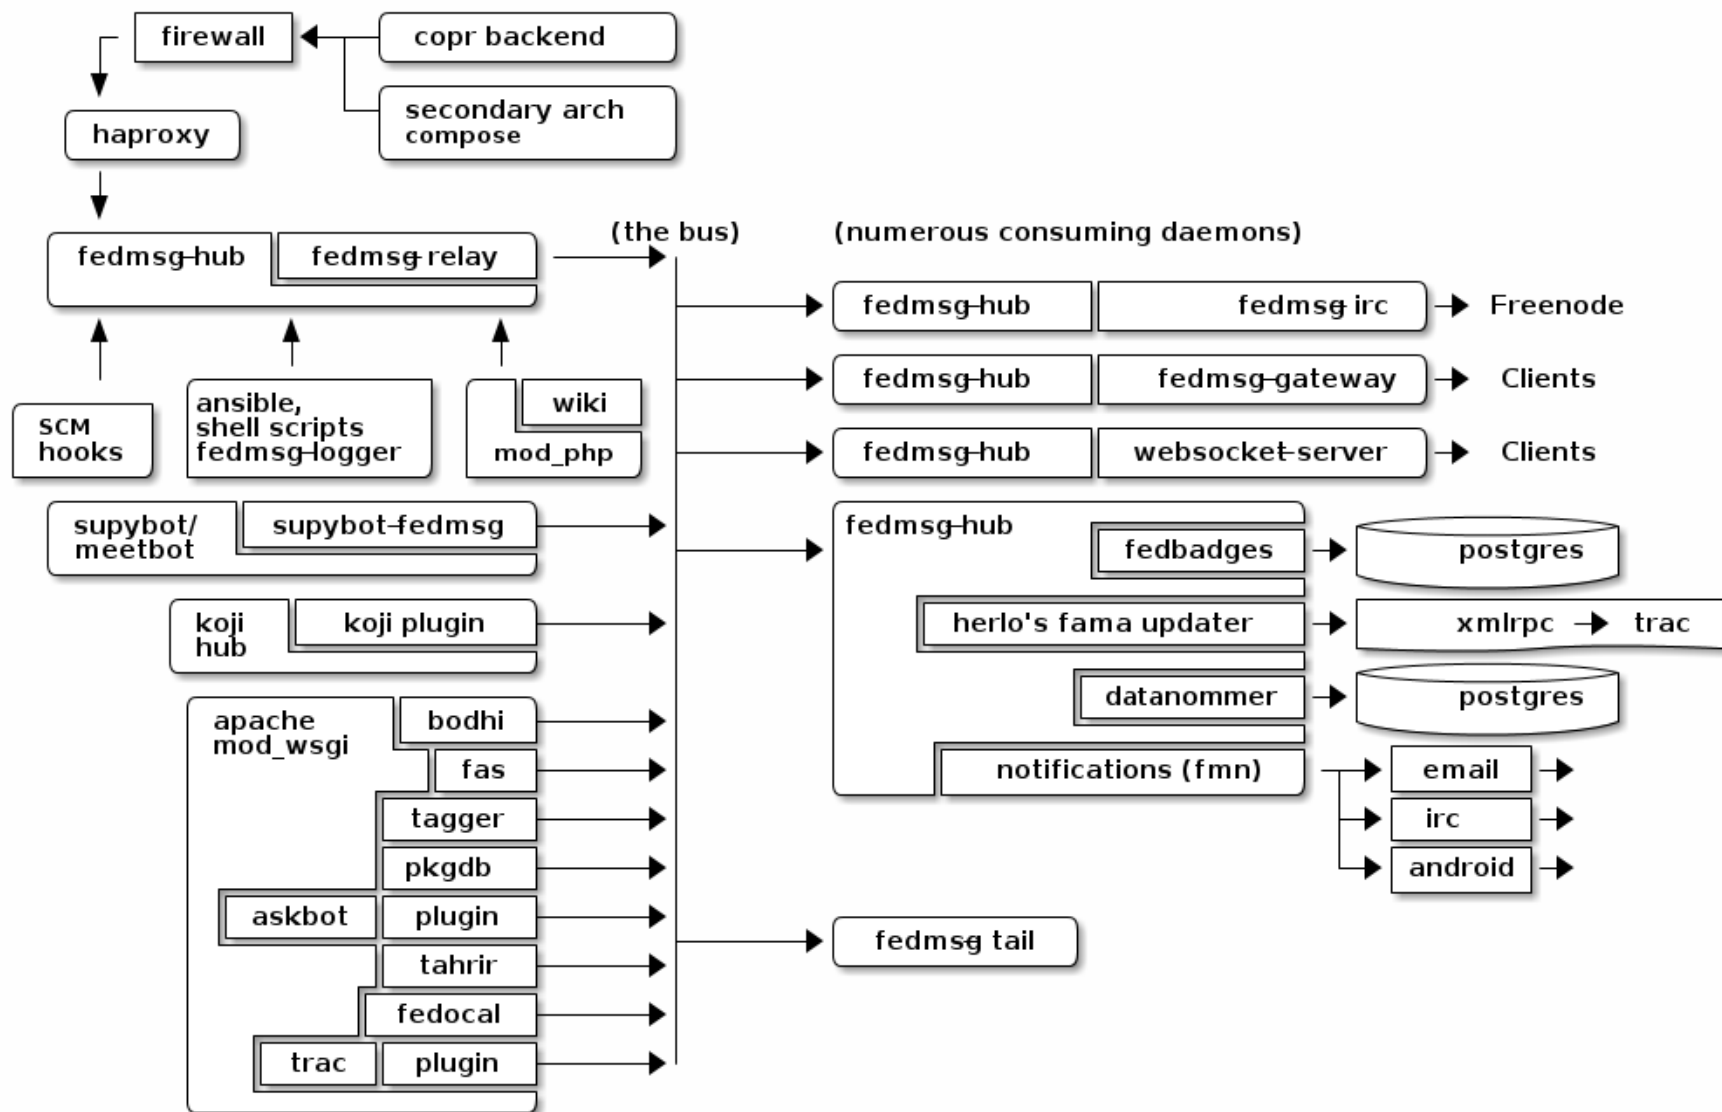 firewall
copr backend
secondary arch
compose
haproxy
(the bus)
(numerous consuming daemons)
fedmsg-hub
fedmsg-relay
fedmsg-hub
fedmsg-irc
Freenode
fedmsg-hub
fedmsg-gateway
Clients
fedmsg-hub
websocket-server
Clients
SCM
hooks
ansible,
shell scripts
fedmsg-logger
wiki
mod_php
supybot/
meetbot
supybot-fedmsg
koji
hub
koji plugin
apache
mod_wsgi
bodhi
fas
tagger
pkgdb
askbot
plugin
tahrir
fedocal
trac
plugin
fedmsg-hub
fedbadges
postgres
herlo's fama updater
xmlrpc
trac
datanommer
postgres
notifications (fmn)
email
irc
android
fedmsg-tail